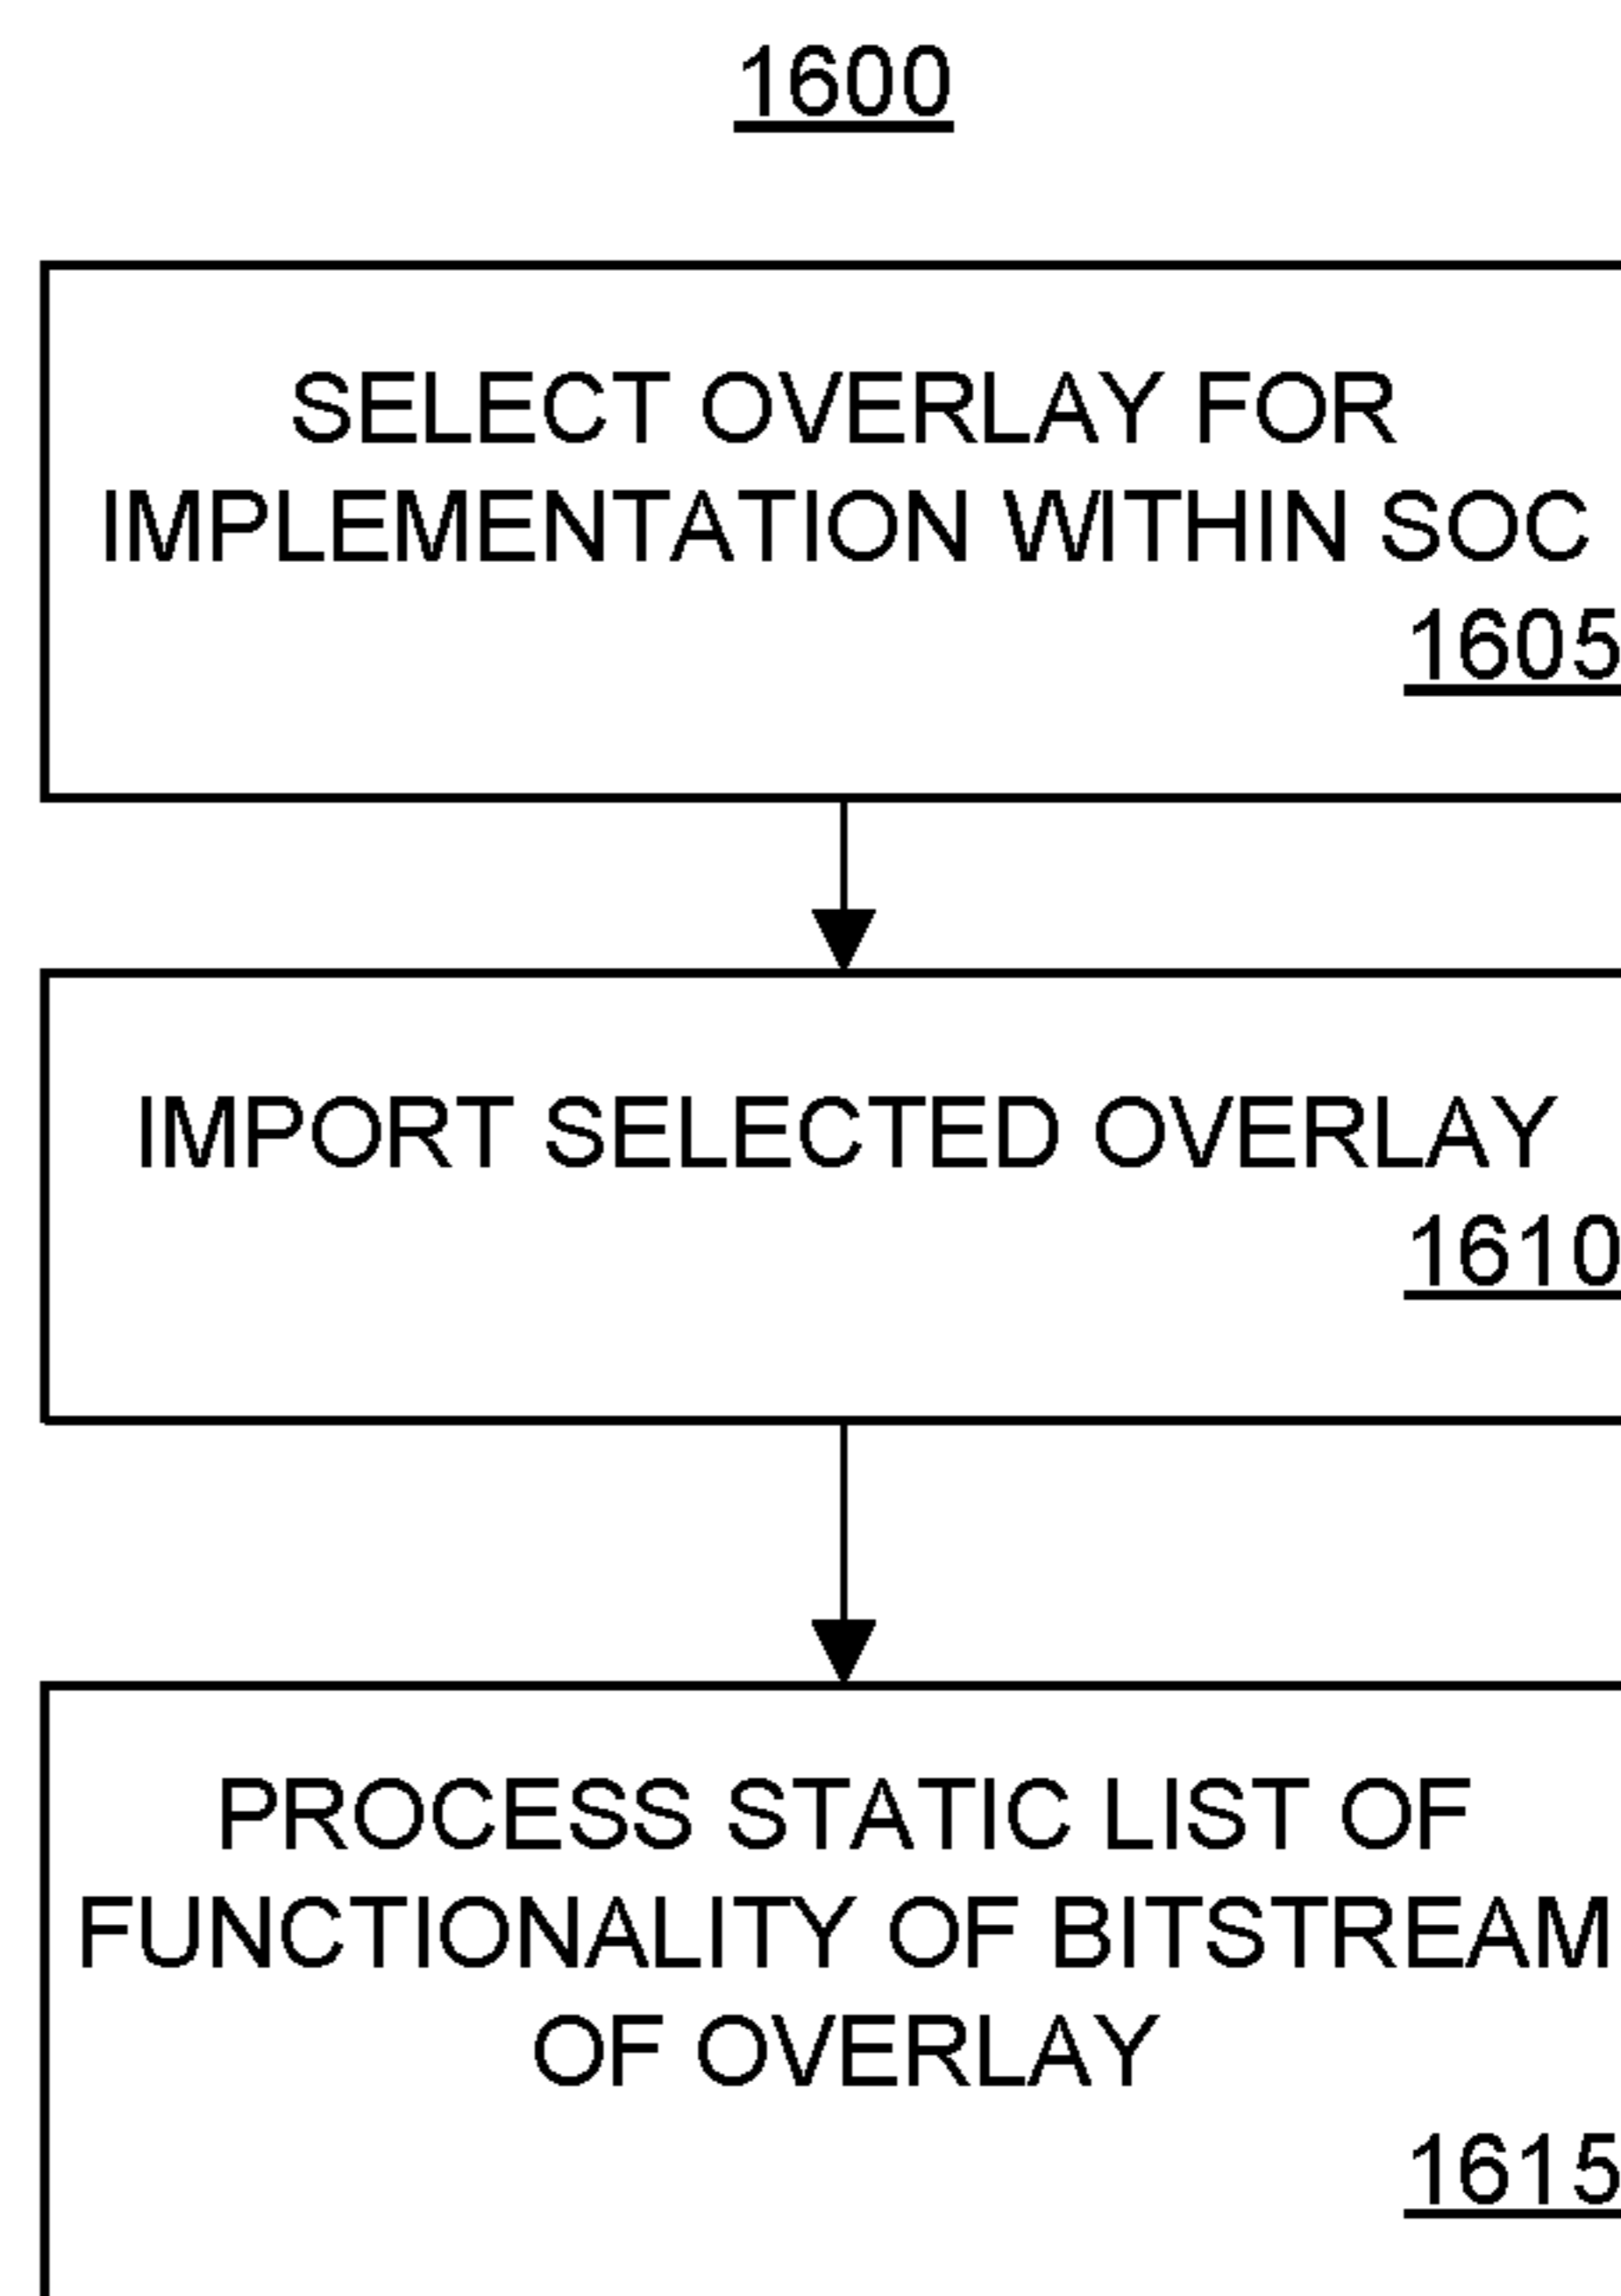 1600
SELECT OVERLAY FOR
IMPLEMENTATION WITHIN SOC
1605
IMPORT SELECTED OVERLAY
1610
PROCESS STATIC LIST OF
FUNCTIONALITY OF BITSTREAM
OF OVERLAY
1615